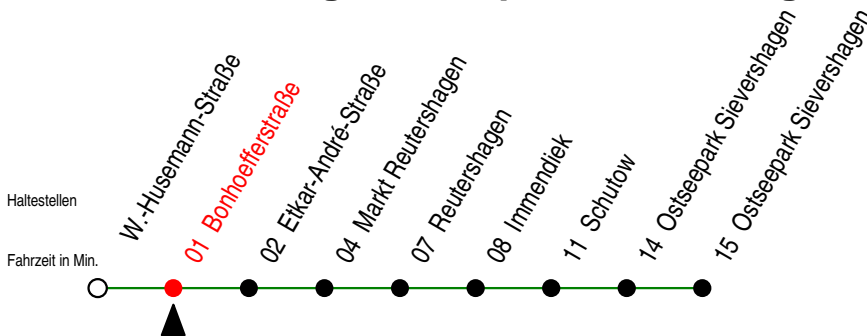 Haltestellen
Fahrzeit in Min.
W.-Husemann-Straße
01 Bonhoefferstraße
02 Etkar-André-Straße
04 Markt Reutershagen
07 Reutershagen
08 Immendiek
11 Schutow
14 Ostseepark Sievershagen
15 Ostseepark Sievershagen